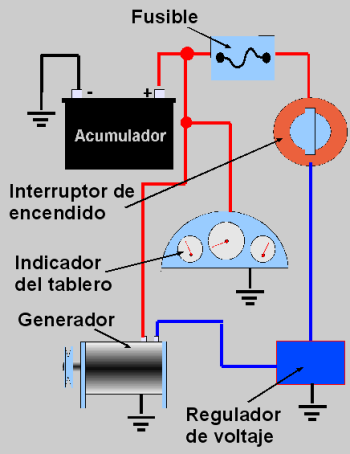 Fusible
- +
Acumulador
Interruptor de
encendido
Indicador
del tablero
Generador
Regulador
de voltaje